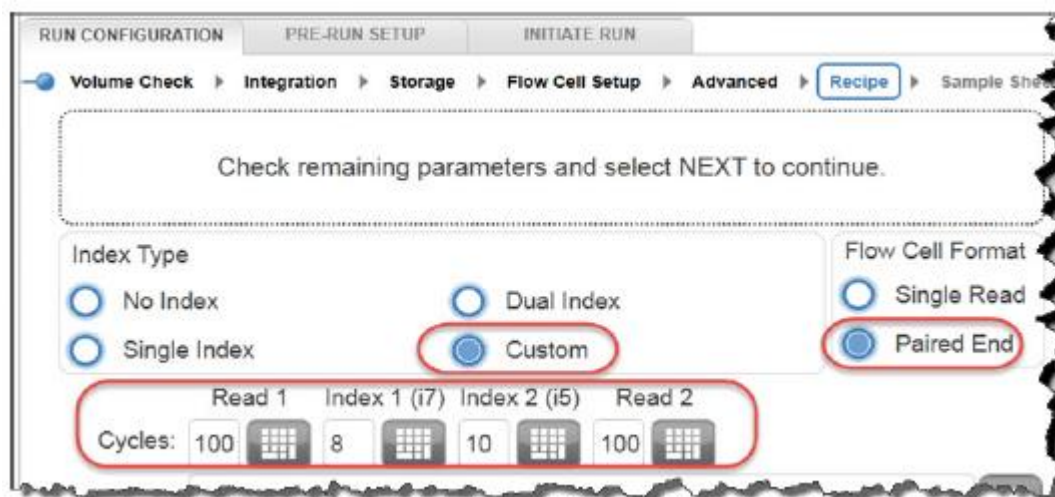 RUN CONFIGURATION PRE-RUN SETUP INITIATE RUN
Volume Check Integration Storage Flow Cell Setup Advanced Recipe Sample
Check remaining parameters and select NEXT to continue.
Index Type
Flow Cell Format
No Index
Dual Index
Single Read
Single Index
Custom
Paired End
Read 1 Index 1 (i7) Index 2 (i5) Read 2
Cycles: 100 8 10 100